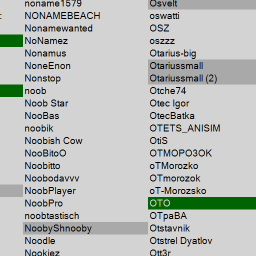 noname1579
NONAMEBEACH
Nonamewanted
NoNamez
Nonamus
NoneEnon
Nonstop
noob
Noob Star
NooBas
noobik
Noobish Cow
NooBitoO
Noobitto
Noobodavvv
NoobPlayer
NoobPro
noobtastisch
NoobyShnooby
Noodle
Nookiez
Osvelt
oswatti
OSZ
oszzz
Otarius-big
Otariussmall
Otariussmall (2)
Otche74
Otec Igor
OtecBatka
OTETS_ANISIM
OtiS
OTMOPO3OK
oTMorozko
OTmorozok
oT-Morozsko
OTO
OTpaBA
Otstavnik
Otstrel Dyatlov
Ott3r